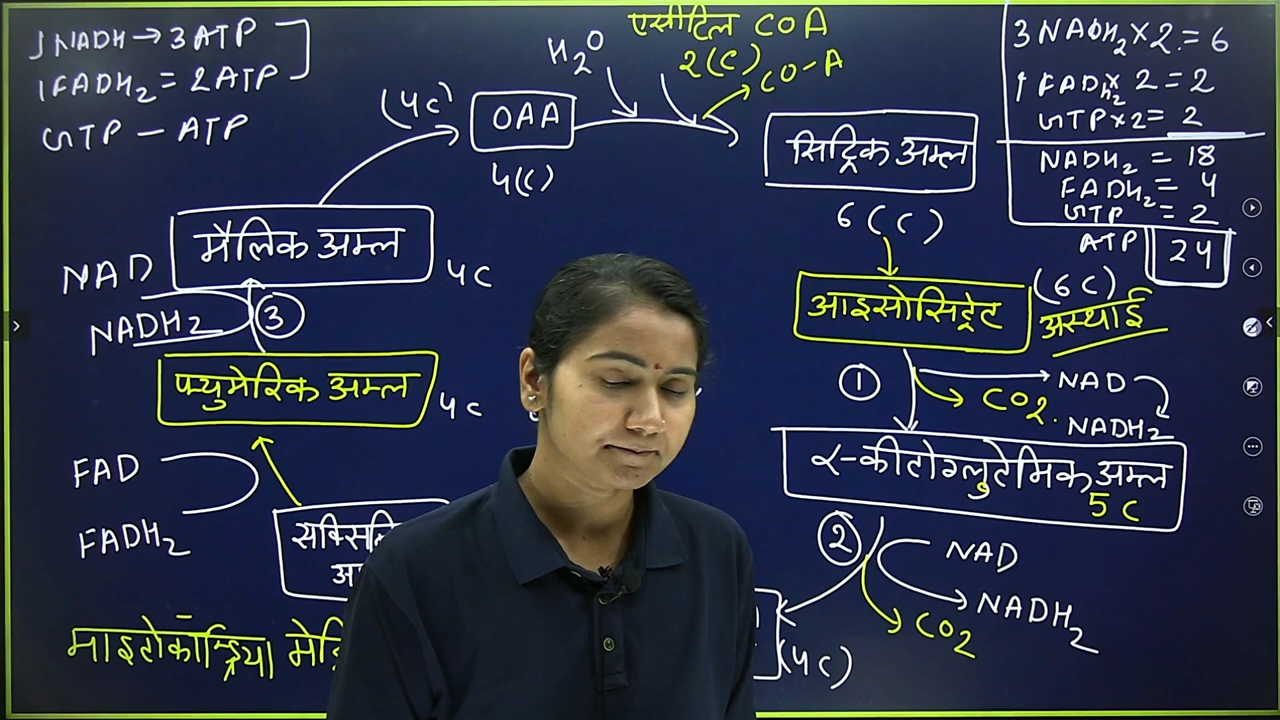 1 NADH → 3 ATP
1 FADH2 = 2 ATP
GTP - ATP
एसीटिल COA
2(C)
CO-A
H2O
(4C)
OAA
4(C)
सिट्रिक अम्ल
6(C)
3 NADH2 × 2 = 6
1 FADH2 × 2 = 2
GTP × 2 = 2
NADH2 = 18
FADH2 = 4
GTP = 2
ATP 24
मैलिक अम्ल
4C
NAD
NADH2
3
आइसोसिट्रेट
(6C)
अस्थाई
1
CO2
NAD
NADH2
फ्युमेरिक अम्ल
4C
α-कीटोग्लुटेमिक अम्ल
5C
FAD
FADH2
2
NAD
NADH2
CO2
(4C)
माइटोकॉन्ड्रिया